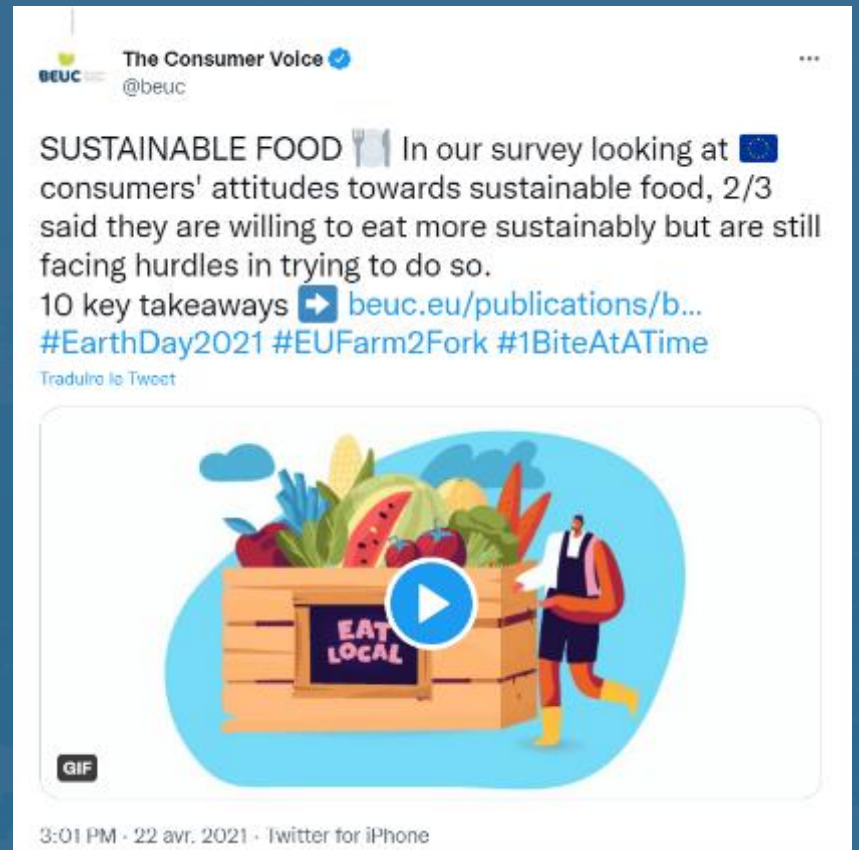 BEUC
The Consumer Voice
@beuc
SUSTAINABLE FOOD 🍽️ In our survey looking at 🇪🇺
consumers' attitudes towards sustainable food, 2/3
said they are willing to eat more sustainably but are still
facing hurdles in trying to do so.
10 key takeaways ➡️ beuc.eu/publications/b...
#EarthDay2021 #EUFarm2Fork #1BiteAtATime
Traduire le Tweet
EAT
LOCAL
GIF
3:01 PM · 22 avr. 2021 · Twitter for iPhone